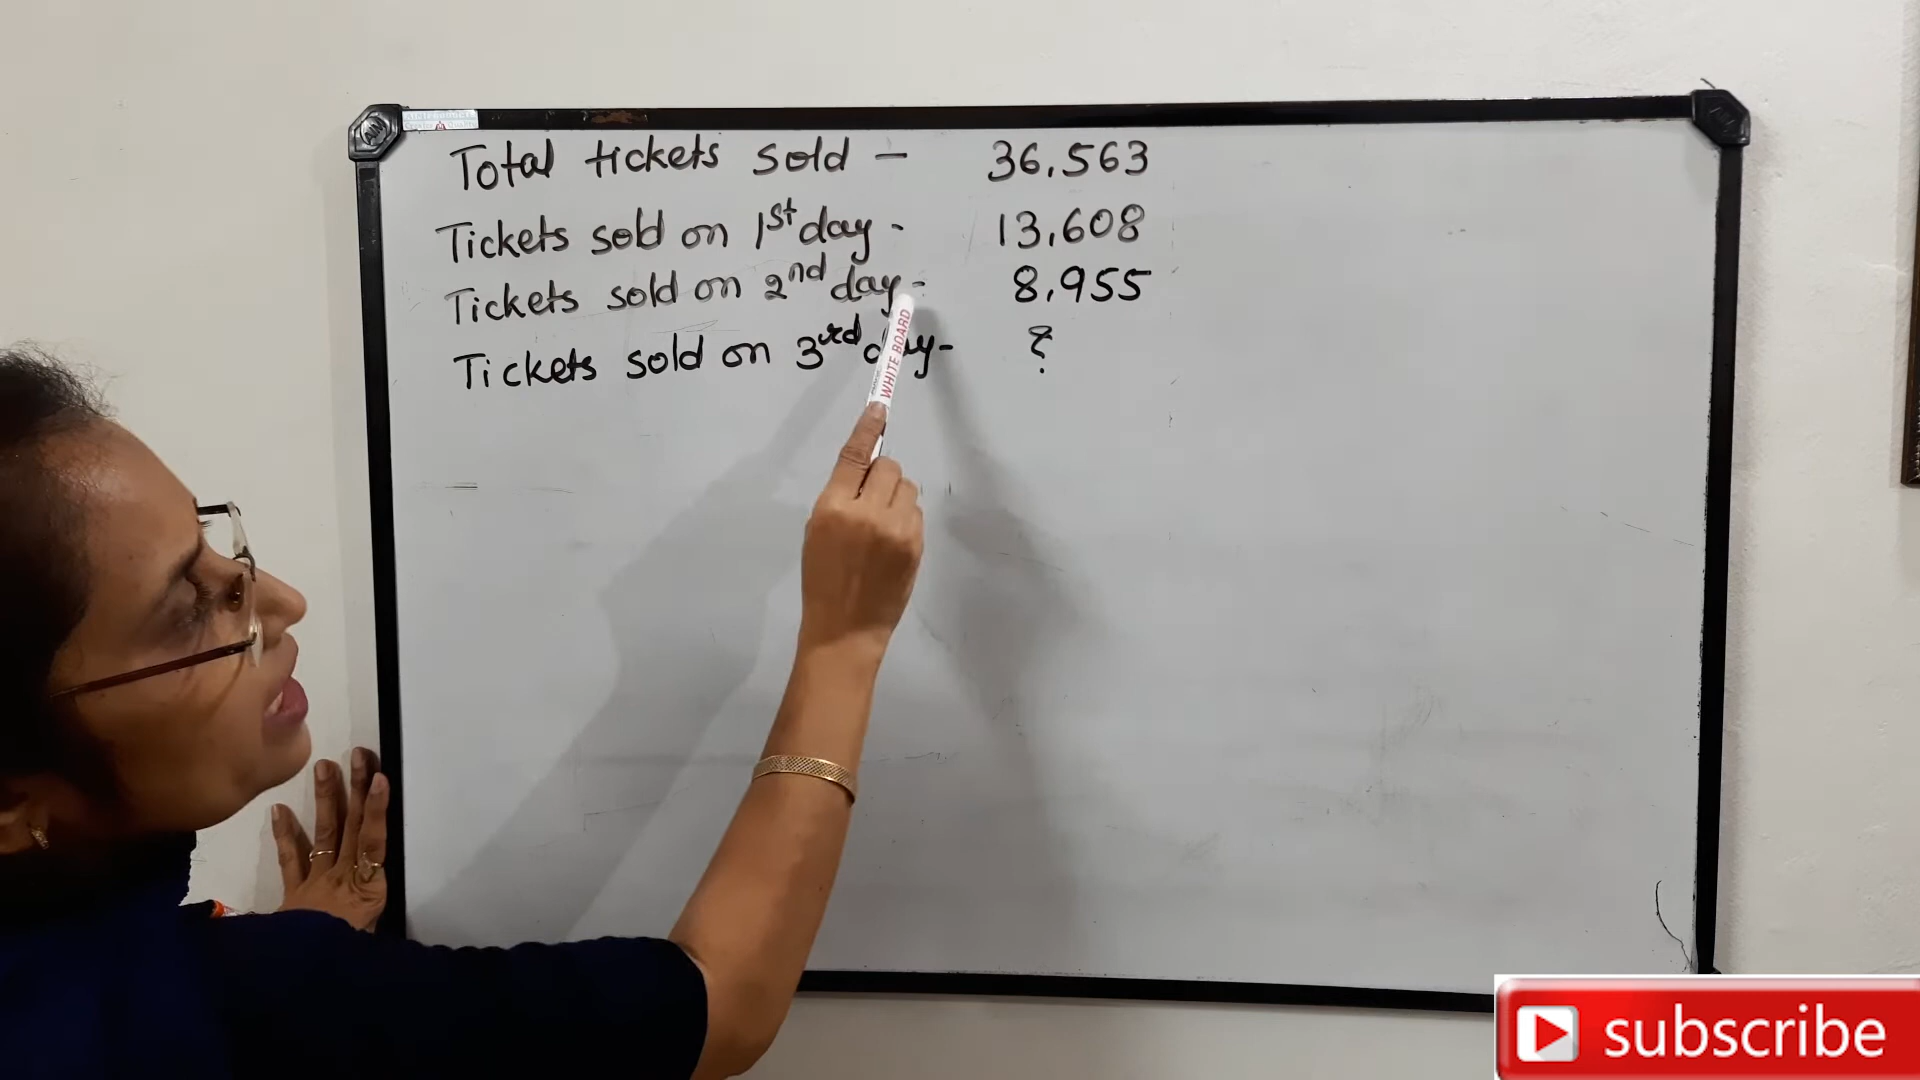 Total tickets sold – 36,563
Tickets sold on 1st day - 13,608
Tickets sold on 2nd day - 8,955
Tickets sold on 3rd day - ?
WHITE BOARD
subscribe